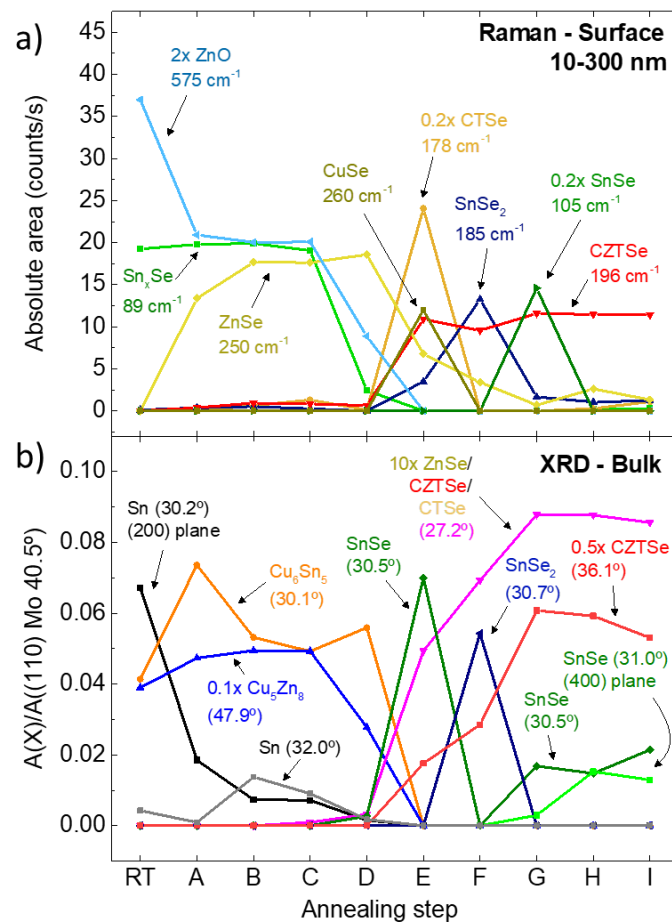 a)
Raman - Surface
10-300 nm
2x ZnO
575 cm⁻¹
0.2x CTSe
178 cm⁻¹
CuSe
260 cm⁻¹
SnSe₂
185 cm⁻¹
0.2x SnSe
105 cm⁻¹
CZTSe
196 cm⁻¹
SnₓSe
89 cm⁻¹
ZnSe
250 cm⁻¹
Absolute area (counts/s)
45
40
35
30
25
20
15
10
5
0
b)
XRD - Bulk
10x ZnSe/
CZTSe/
CTSe
(27.2º)
Sn (30.2º)
(200) plane
Cu₆Sn₅
(30.1º)
SnSe
(30.5º)
SnSe₂
(30.7º)
0.5x CZTSe
(36.1º)
0.1x Cu₅Zn₈
(47.9º)
Sn (32.0º)
SnSe (31.0º)
(400) plane
SnSe
(30.5º)
A(X)/A((110) Mo 40.5º)
0.10
0.08
0.06
0.04
0.02
0.00
RT A B C D E F G H I
Annealing step